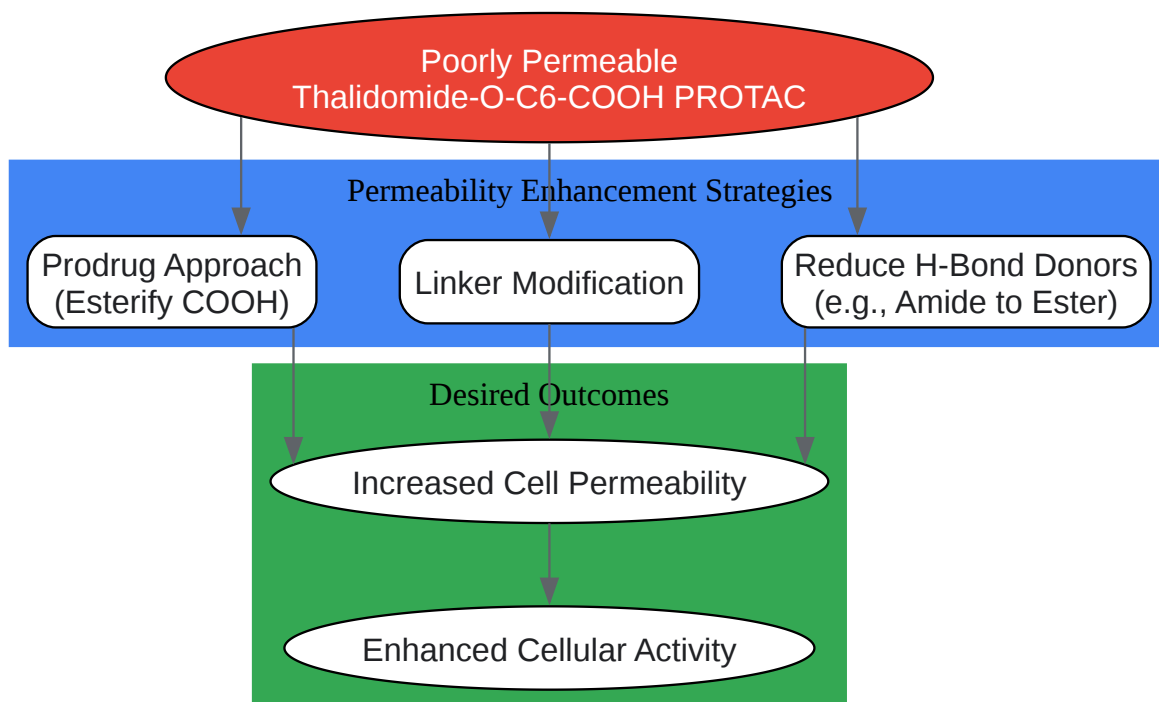 Poorly Permeable
Thalidomide-O-C6-COOH PROTAC
Permeability Enhancement Strategies
Prodrug Approach
(Esterify COOH)
Linker Modification
Reduce H-Bond Donors
(e.g., Amide to Ester)
Desired Outcomes
Increased Cell Permeability
Enhanced Cellular Activity